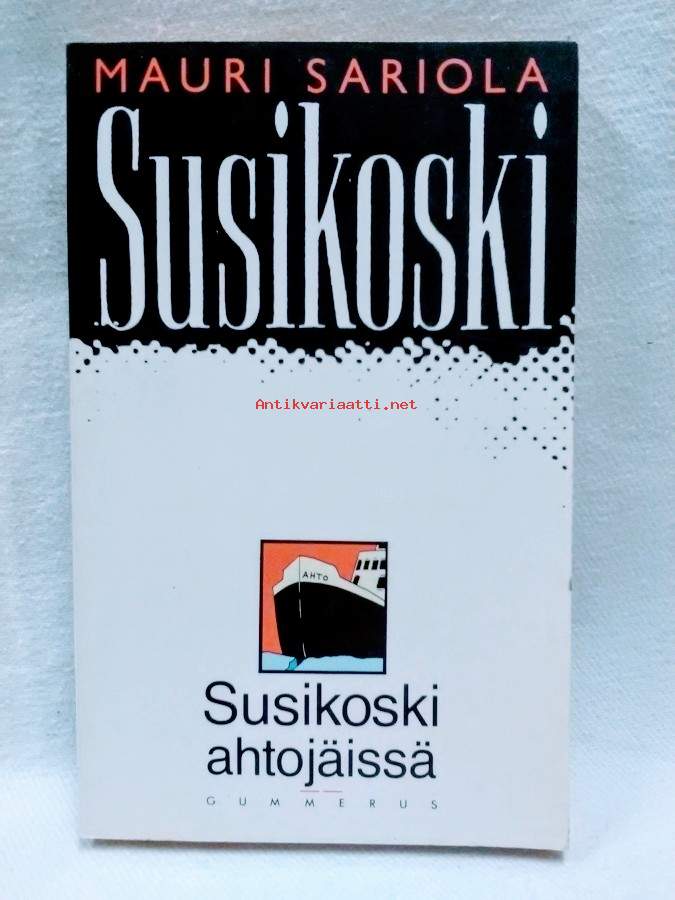 MAURI SARIOLA
Susikoski
Antikvariaatti.net
AHTO
Susikoski
ahtojäissä
GUMMERUS